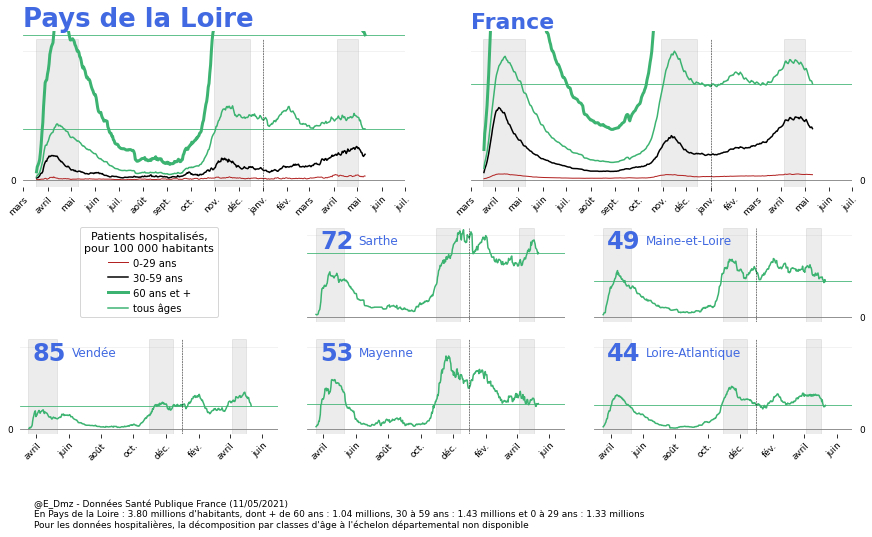 Pays de la Loire
France
0
mars avril mai juin juil. août sept. oct. nov. déc. janv. fév. mars avril mai juin juil.
mars avril mai juin juil. août sept. oct. nov. déc. janv. fév. mars avril mai juin juil.
0
Patients hospitalisés,
pour 100 000 habitants
0-29 ans
30-59 ans
60 ans et +
tous âges
72 Sarthe
49 Maine-et-Loire
0
85 Vendée
53 Mayenne
44 Loire-Atlantique
0
0
avril juin août oct. déc. fév. avril juin
avril juin août oct. déc. fév. avril juin
avril juin août oct. déc. fév. avril juin
@E_Dmz - Données Santé Publique France (11/05/2021)
En Pays de la Loire : 3.80 millions d'habitants, dont + de 60 ans : 1.04 millions, 30 à 59 ans : 1.43 millions et 0 à 29 ans : 1.33 millions
Pour les données hospitalières, la décomposition par classes d'âge à l'échelon départemental non disponible